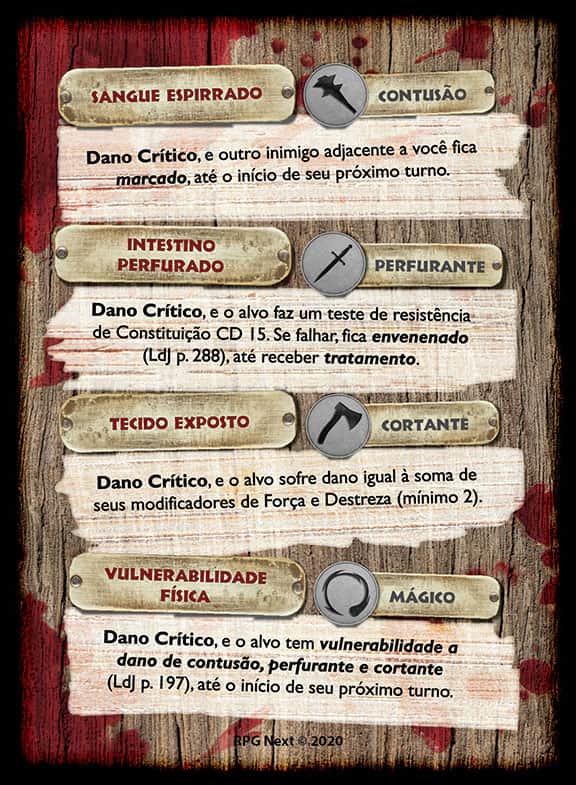 SANGUE ESPIRRADO
CONTUSÃO
Dano Crítico, e outro inimigo adjacente a você fica
marcado, até o início de seu próximo turno.
INTESTINO
PERFURADO
PERFURANTE
Dano Crítico, e o alvo faz um teste de resistência
de Constituição CD 15. Se falhar, fica envenenado
(LdJ p. 288), até receber tratamento.
TECIDO EXPOSTO
CORTANTE
Dano Crítico, e o alvo sofre dano igual à soma de
seus modificadores de Força e Destreza (mínimo 2).
VULNERABILIDADE
FÍSICA
MÁGICO
Dano Crítico, e o alvo tem vulnerabilidade a
dano de contusão, perfurante e cortante
(LdJ p. 197), até o início de seu próximo turno.
RPG Next © 2020